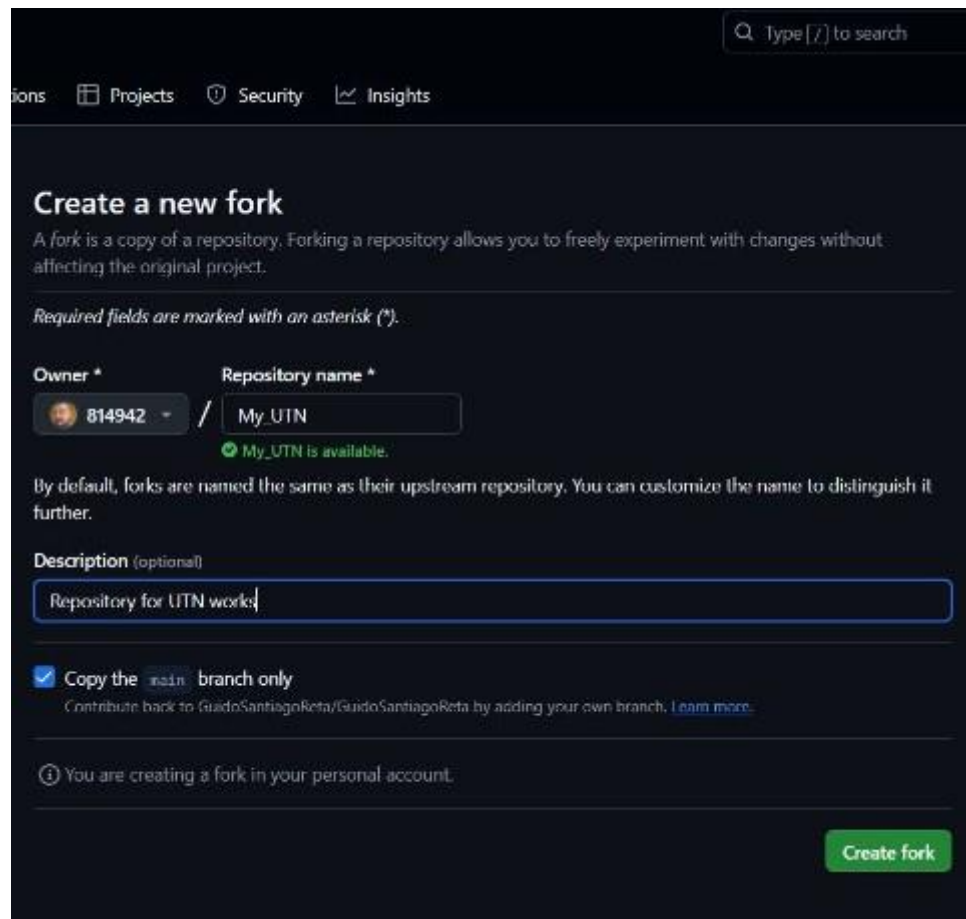 Type [/] to search
ions Projects Security Insights
Create a new fork
A fork is a copy of a repository. Forking a repository allows you to freely experiment with changes without
affecting the original project.
Required fields are marked with an asterisk (*).
Owner * Repository name *
814942 / My_UTN
My_UTN is available.
By default, forks are named the same as their upstream repository. You can customize the name to distinguish it
further.
Description (optional)
Repository for UTN works
Copy the main branch only
Contribute back to GuidoSantiagoReta/GuidoSantiagoReta by adding your own branch. Learn more.
You are creating a fork in your personal account.
Create fork